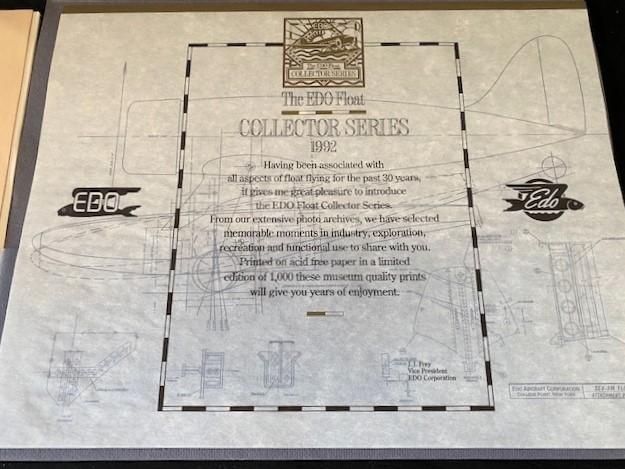 The EDO Float
COLLECTOR SERIES
The EDO Float
COLLECTOR SERIES
1992
Having been associated with
all aspects of float flying for the past 30 years,
it gives me great pleasure to introduce
the EDO Float Collector Series.
From our extensive photo archives, we have selected
memorable moments in industry, exploration,
recreation and functional use to share with you.
Printed on acid free paper in a limited
edition of 1,000 these museum quality prints
will give you years of enjoyment.
EDO
Edo
J.J. Frey
Vice President
EDO Corporation
EDO AIRCRAFT CORPORATION
COLLEGE POINT, NEW YORK
ATTACHMENT